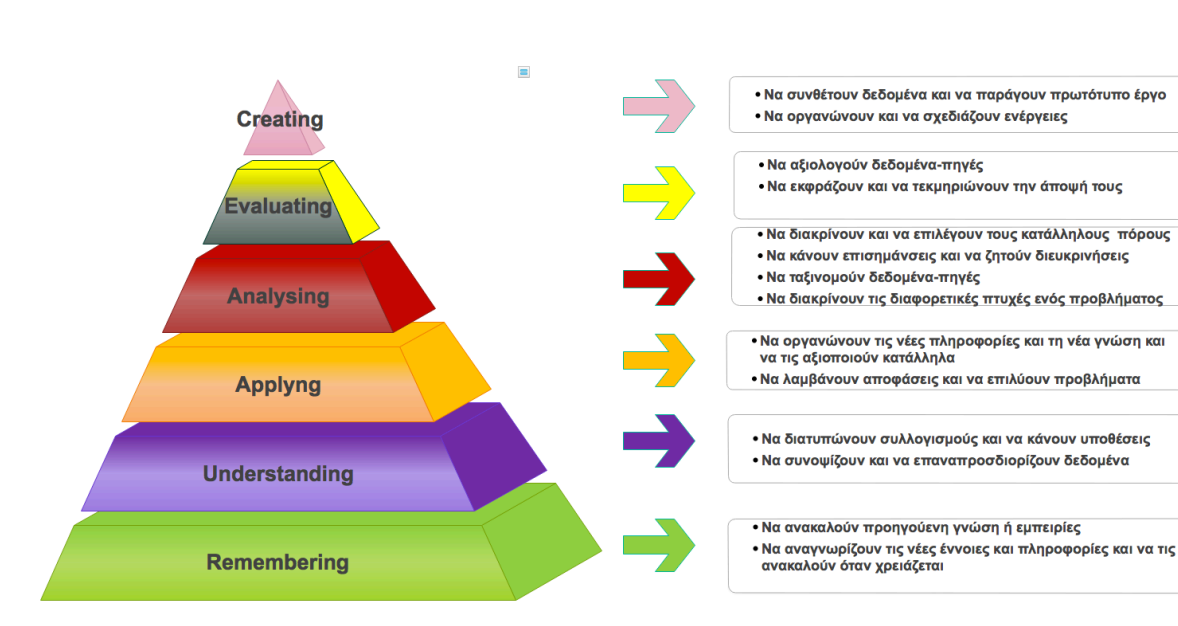 Creating
• Να συνθέτουν δεδομένα και να παράγουν πρωτότυπο έργο
• Να οργανώνουν και να σχεδιάζουν ενέργειες
Evaluating
• Να αξιολογούν δεδομένα-πηγές
• Να εκφράζουν και να τεκμηριώνουν την άποψή τους
Analysing
• Να διακρίνουν και να επιλέγουν τους κατάλληλους πόρους
• Να κάνουν επισημάνσεις και να ζητούν διευκρινήσεις
• Να ταξινομούν δεδομένα-πηγές
• Να διακρίνουν τις διαφορετικές πτυχές ενός προβλήματος
Applyng
• Να οργανώνουν τις νέες πληροφορίες και τη νέα γνώση και
να τις αξιοποιούν κατάλληλα
• Να λαμβάνουν αποφάσεις και να επιλύουν προβλήματα
Understanding
• Να διατυπώνουν συλλογισμούς και να κάνουν υποθέσεις
• Να συνοψίζουν και να επαναπροσδιορίζουν δεδομένα
Remembering
• Να ανακαλούν προηγούενη γνώση ή εμπειρίες
• Να αναγνωρίζουν τις νέες έννοιες και πληροφορίες και να τις
ανακαλούν όταν χρειάζεται